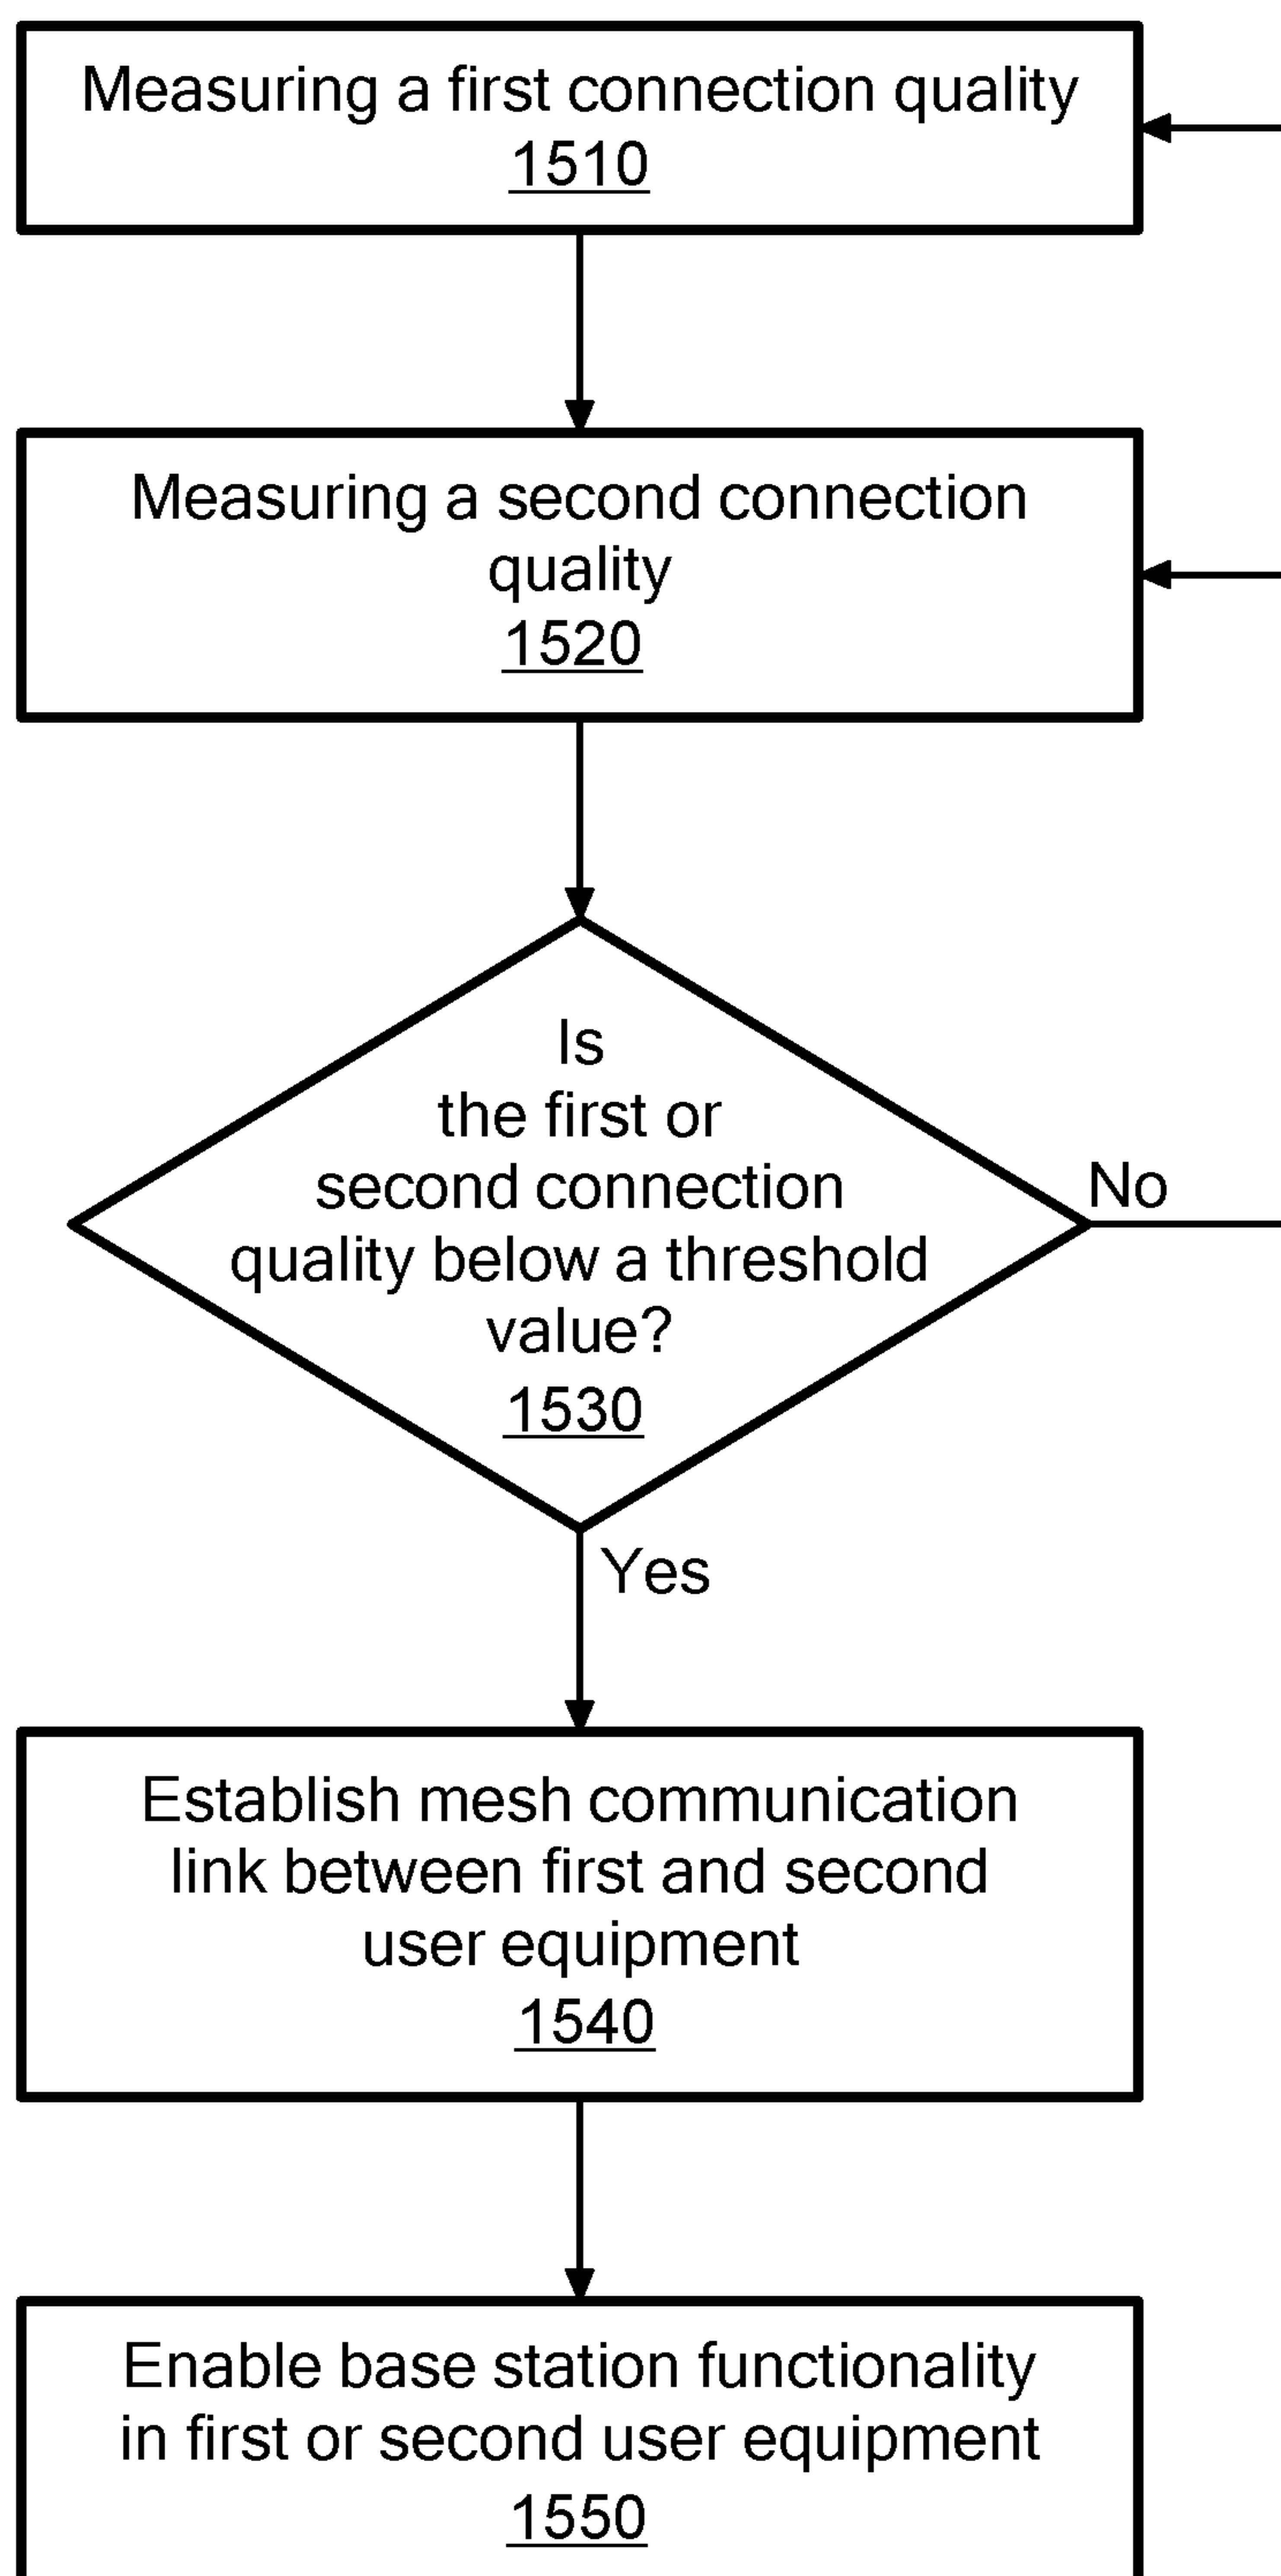 Measuring a first connection quality
1510
Measuring a second connection
quality
1520
Is
the first or
second connection
quality below a threshold
value?
1530
No
Yes
Establish mesh communication
link between first and second
user equipment
1540
Enable base station functionality
in first or second user equipment
1550